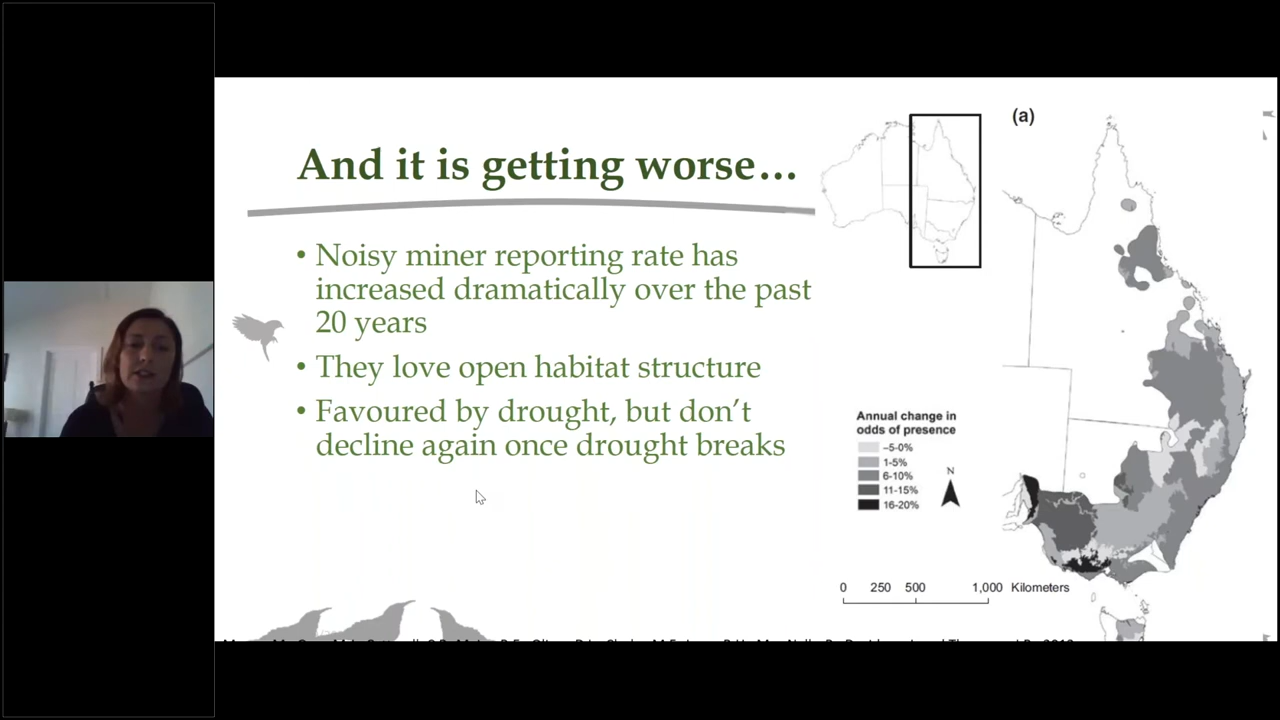 And it is getting worse…
• Noisy miner reporting rate has
increased dramatically over the past
20 years
• They love open habitat structure
• Favoured by drought, but don’t
decline again once drought breaks
(a)
Annual change in
odds of presence
–5-0%
1-5%
6-10%
11-15%
16-20%
N
0 250 500 1,000 Kilometers